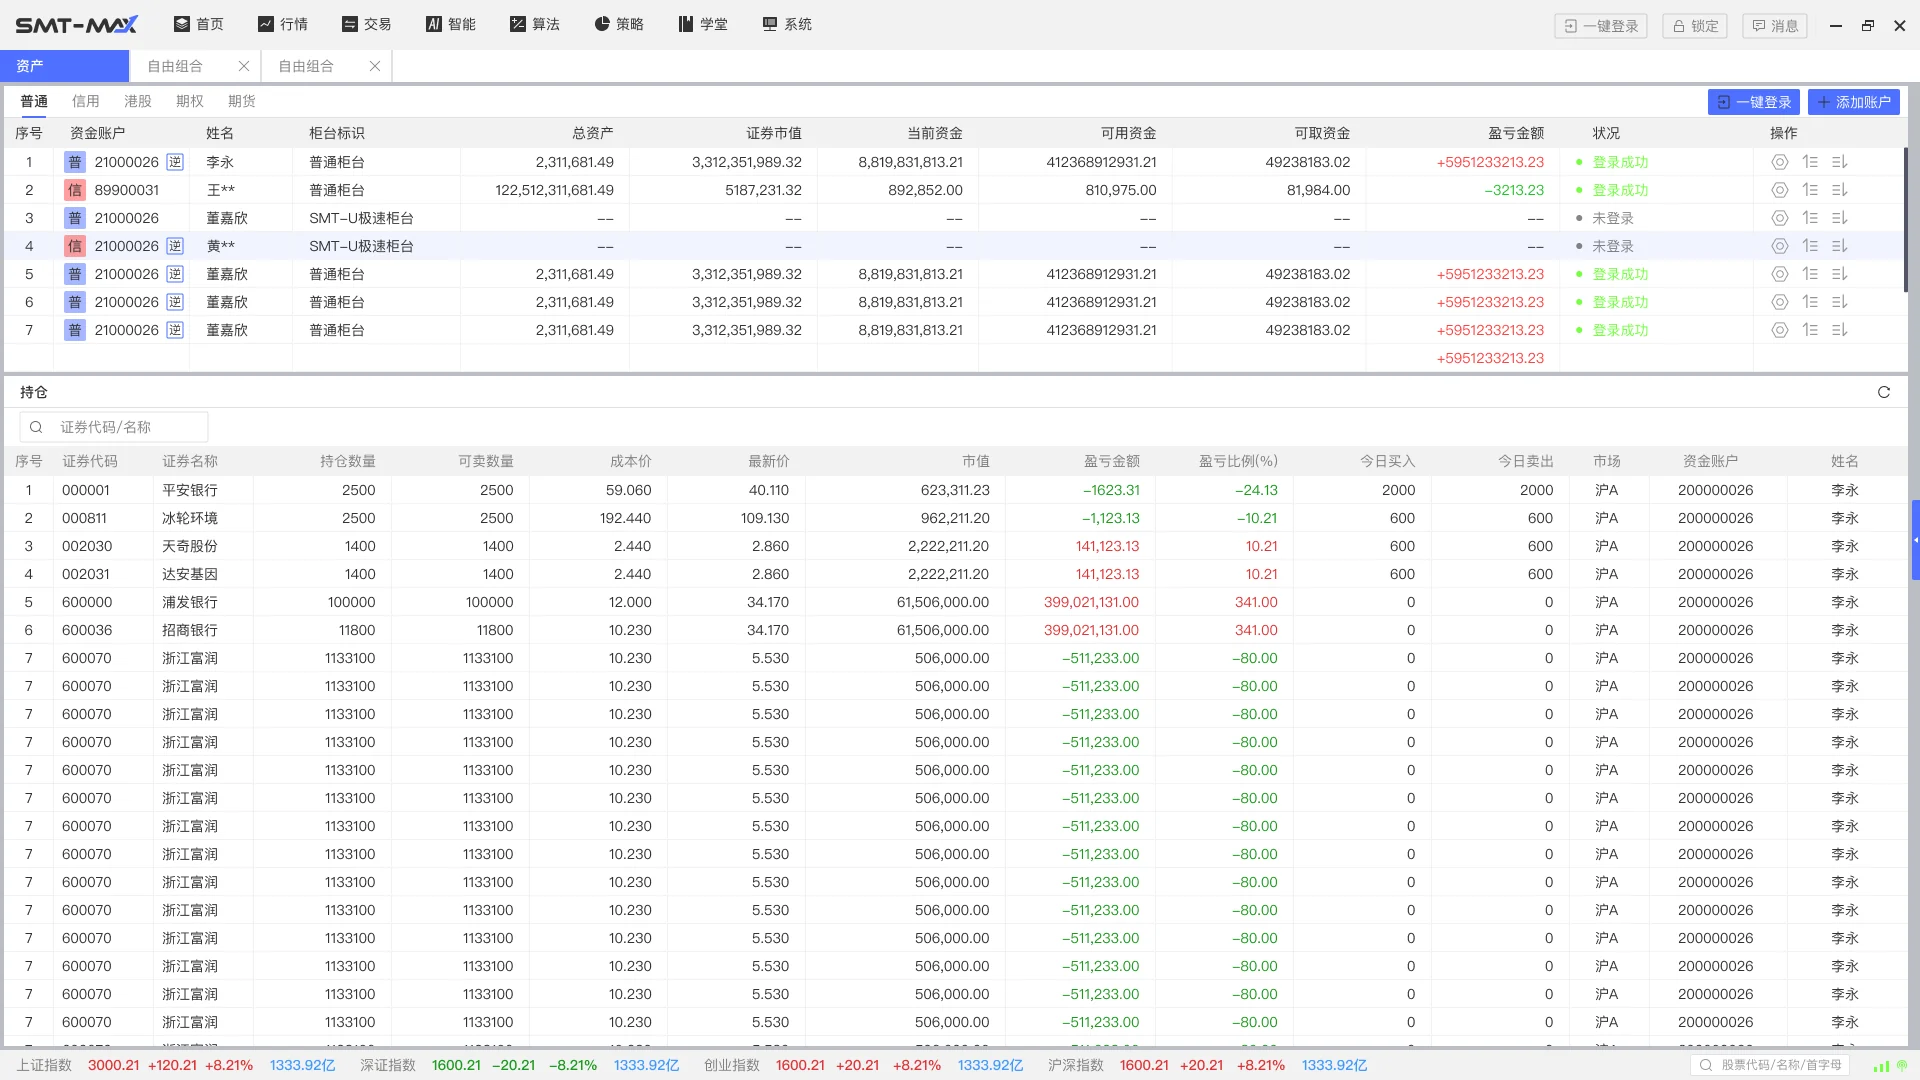 SMT-MAX 首页 行情 交易 AI 智能 算法 策略 学堂 系统 一键登录 锁定 消息
资产 自由组合 自由组合
普通 信用 港股 期权 期货 一键登录 添加账户
序号 资金账户 姓名 柜台标识 总资产 证券市值 当前资金 可用资金 可取资金 盈亏金额 状况 操作
1 普 21000026 逆 李永 普通柜台 2,311,681.49 3,312,351,989.32 8,819,831,813.21 412368912931.21 49238183.02 +5951233213.23 登录成功
2 信 89900031 王** 普通柜台 122,512,311,681.49 5187,231.32 892,852.00 810,975.00 81,984.00 -3213.23 登录成功
3 普 21000026 董嘉欣 SMT-U极速柜台 -- -- -- -- -- -- 未登录
4 信 21000026 逆 黄** SMT-U极速柜台 -- -- -- -- -- -- 未登录
5 普 21000026 逆 董嘉欣 普通柜台 2,311,681.49 3,312,351,989.32 8,819,831,813.21 412368912931.21 49238183.02 +5951233213.23 登录成功
6 普 21000026 逆 董嘉欣 普通柜台 2,311,681.49 3,312,351,989.32 8,819,831,813.21 412368912931.21 49238183.02 +5951233213.23 登录成功
7 普 21000026 逆 董嘉欣 普通柜台 2,311,681.49 3,312,351,989.32 8,819,831,813.21 412368912931.21 49238183.02 +5951233213.23 登录成功
+5951233213.23
持仓
证券代码/名称
序号 证券代码 证券名称 持仓数量 可卖数量 成本价 最新价 市值 盈亏金额 盈亏比例(%) 今日买入 今日卖出 市场 资金账户 姓名
1 000001 平安银行 2500 2500 59.060 40.110 623,311.23 -1623.31 -24.13 2000 2000 沪A 200000026 李永
2 000811 冰轮环境 2500 2500 192.440 109.130 962,211.20 -1,123.13 -10.21 600 600 沪A 200000026 李永
3 002030 天奇股份 1400 1400 2.440 2.860 2,222,211.20 141,123.13 10.21 600 600 沪A 200000026 李永
4 002031 达安基因 1400 1400 2.440 2.860 2,222,211.20 141,123.13 10.21 600 600 沪A 200000026 李永
5 600000 浦发银行 100000 100000 12.000 34.170 61,506,000.00 399,021,131.00 341.00 0 0 沪A 200000026 李永
6 600036 招商银行 11800 11800 10.230 34.170 61,506,000.00 399,021,131.00 341.00 0 0 沪A 200000026 李永
7 600070 浙江富润 1133100 1133100 10.230 5.530 506,000.00 -511,233.00 -80.00 0 0 沪A 200000026 李永
7 600070 浙江富润 1133100 1133100 10.230 5.530 506,000.00 -511,233.00 -80.00 0 0 沪A 200000026 李永
7 600070 浙江富润 1133100 1133100 10.230 5.530 506,000.00 -511,233.00 -80.00 0 0 沪A 200000026 李永
7 600070 浙江富润 1133100 1133100 10.230 5.530 506,000.00 -511,233.00 -80.00 0 0 沪A 200000026 李永
7 600070 浙江富润 1133100 1133100 10.230 5.530 506,000.00 -511,233.00 -80.00 0 0 沪A 200000026 李永
7 600070 浙江富润 1133100 1133100 10.230 5.530 506,000.00 -511,233.00 -80.00 0 0 沪A 200000026 李永
7 600070 浙江富润 1133100 1133100 10.230 5.530 506,000.00 -511,233.00 -80.00 0 0 沪A 200000026 李永
7 600070 浙江富润 1133100 1133100 10.230 5.530 506,000.00 -511,233.00 -80.00 0 0 沪A 200000026 李永
7 600070 浙江富润 1133100 1133100 10.230 5.530 506,000.00 -511,233.00 -80.00 0 0 沪A 200000026 李永
7 600070 浙江富润 1133100 1133100 10.230 5.530 506,000.00 -511,233.00 -80.00 0 0 沪A 200000026 李永
7 600070 浙江富润 1133100 1133100 10.230 5.530 506,000.00 -511,233.00 -80.00 0 0 沪A 200000026 李永
7 600070 浙江富润 1133100 1133100 10.230 5.530 506,000.00 -511,233.00 -80.00 0 0 沪A 200000026 李永
7 600070 浙江富润 1133100 1133100 10.230 5.530 506,000.00 -511,233.00 -80.00 0 0 沪A 200000026 李永
7 600070 浙江富润 1133100 1133100 10.230 5.530 506,000.00 -511,233.00 -80.00 0 0 沪A 200000026 李永
上证指数 3000.21 +120.21 +8.21% 1333.92亿 深证指数 1600.21 -20.21 -8.21% 1333.92亿 创业指数 1600.21 +20.21 +8.21% 1333.92亿 沪深指数 1600.21 +20.21 +8.21% 1333.92亿 股票代码/名称/首字母